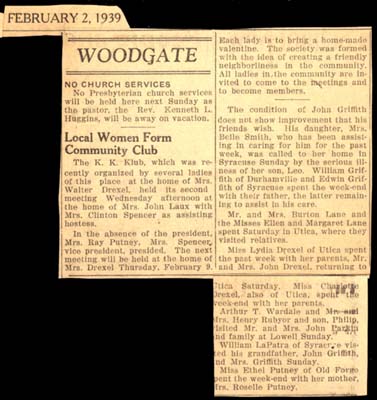 FEBRUARY 2, 1939
WOODGATE
NO CHURCH SERVICES
No Presbyterian church services
will be held here next Sunday as
the pastor, the Rev. Kenneth L.
Huggins, will be away on vacation.
Local Women Form
Community Club
The K. K. Klub, which was re-
cently organized by several ladies
of this place at the home of Mrs.
Walter Drexel, held its second
meeting Wednesday afternoon at
the home of Mrs. John Laux with
Mrs. Clinton Spencer as assisting
hostess.
In the absence of the president,
Mrs. Ray Putney, Mrs. Spencer,
vice president, presided. The next
meeting will be held at the home of
Mrs. Drexel Thursday, February 9.
Each lady is to bring a home-made
valentine. The society was formed
with the idea of creating a friendly
neighborliness in the community.
All ladies in the community are in-
vited to come to the meetings and
to become members.
The condition of John Griffith
does not show improvement that his
friends wish. His daughter, Mrs.
Belle Smith, who has been assist-
ing in caring for him for the past
week, was called to her home in
Syracuse Sunday by the serious ill-
ness of her son, Leo. William Grif-
fith of Durhamville and Edwin Grif-
fith of Syracuse spent the week-end
with their father, the latter remain-
ing to assist in his care.
Mr. and Mrs. Burton Lane and
the Misses Ellen and Margaret Lane
spent Saturday in Utica, where they
visited relatives.
Miss Lydia Drexel of Utica spent
the past week with her parents, Mr.
and Mrs. John Drexel, returning to
Utica Saturday. Miss Charlotte
Drexel, also of Utica, spent the
week-end with her parents.
Arthur T. Wardale and Mr. and
Mrs. Henry Rubyor and son, Philip,
visited Mr. and Mrs. John Parkin
and family at Lowell Sunday.
William LaPatra of Syracuse vis-
ited his grandfather, John Griffith,
and Mrs. Griffith Sunday.
Miss Ethel Putney of Old Forge
spent the week-end with her mother,
Mrs. Roselle Putney.